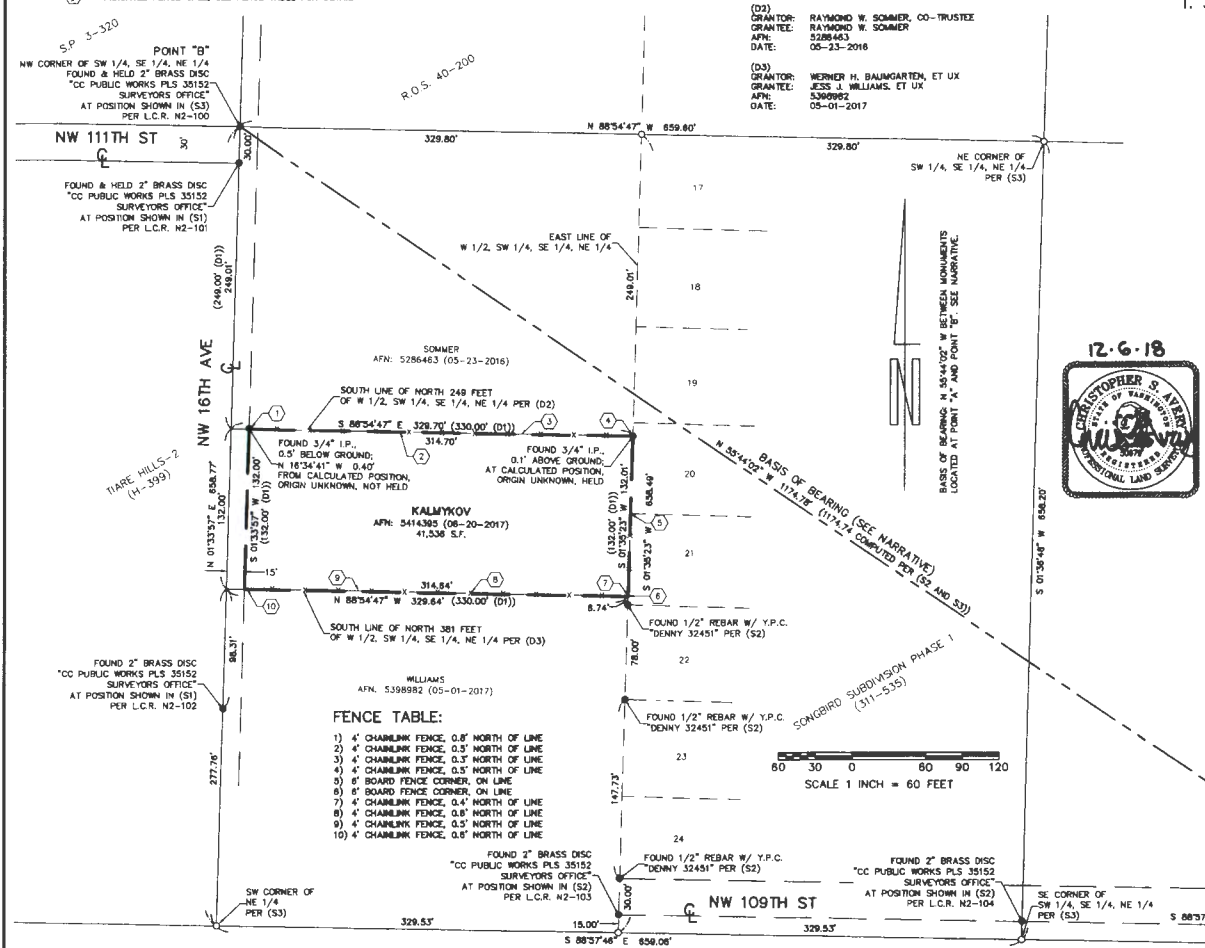 (D2)
GRANTOR: RAYMOND W. SOMMER, CO-TRUSTEE
GRANTEE: RAYMOND W. SOMMER
AFN: 5286463
DATE: 05-23-2016
(D3)
GRANTOR: WERNER H. BAUMGARTEN, ET UX
GRANTEE: JESS J. WILLIAMS, ET UX
AFN: 5398982
DATE: 05-01-2017
S.P. 3-320
R.O.S. 40-200
POINT "B"
NW CORNER OF SW 1/4, SE 1/4, NE 1/4
FOUND & HELD 2" BRASS DISC
"CC PUBLIC WORKS PLS 35152
SURVEYORS OFFICE"
AT POSITION SHOWN IN (S3)
PER L.C.R. N2-100
NW 111TH ST
CL
30'
30.00'
N 88°54'47" W 659.60'
329.80'
329.80'
NE CORNER OF
SW 1/4, SE 1/4, NE 1/4
PER (S3)
FOUND & HELD 2" BRASS DISC
"CC PUBLIC WORKS PLS 35152
SURVEYORS OFFICE"
AT POSITION SHOWN IN (S1)
PER L.C.R. N2-101
17
EAST LINE OF
W 1/2, SW 1/4, SE 1/4, NE 1/4
(249.00' (D1))
249.01'
249.01'
18
BASIS OF BEARING: N 55°44'02" W BETWEEN MONUMENTS
LOCATED AT POINT "A" AND POINT "B". SEE NARRATIVE.
N
12·6·18
CHRISTOPHER S. AVERY
STATE OF WASHINGTON
REGISTERED
PROFESSIONAL LAND SURVEYOR
NW 16TH AVE
CL
SOMMER
AFN: 5286463 (05-23-2016)
19
SOUTH LINE OF NORTH 249 FEET
OF W 1/2, SW 1/4, SE 1/4, NE 1/4 PER (D2)
1
S 88°54'47" E 329.70' (330.00' (D1))
314.70'
2
3
4
FOUND 3/4" I.P.,
0.5' BELOW GROUND;
N 16°34'41" W 0.40'
FROM CALCULATED POSITION,
ORIGIN UNKNOWN, NOT HELD
FOUND 3/4" I.P.,
0.1' ABOVE GROUND;
AT CALCULATED POSITION,
ORIGIN UNKNOWN, HELD
TIARE HILLS-2
(H-399)
N 01°33'57" E 658.77'
132.00'
S 01°33'57" W 132.00'
(132.00' (D1))
KALMYKOV
AFN: 5414395 (06-20-2017)
41,536 S.F.
(132.00' (D1))
S 01°35'23" W 132.01'
S 01°35'23" W 658.49'
20
5
21
BASIS OF BEARING (SEE NARRATIVE)
N 55°44'02" W 1174.78' (1174.74 COMPUTED PER (S2 AND S3))
S 01°36'48" W 658.20'
15'
9
314.64'
8
7
6
10
N 88°54'47" W 329.64' (330.00' (D1))
8.74'
SOUTH LINE OF NORTH 381 FEET
OF W 1/2, SW 1/4, SE 1/4, NE 1/4 PER (D3)
FOUND 1/2" REBAR W/ Y.P.C.
"DENNY 32451" PER (S2)
98.31'
78.00'
22
FOUND 2" BRASS DISC
"CC PUBLIC WORKS PLS 35152
SURVEYORS OFFICE"
AT POSITION SHOWN IN (S1)
PER L.C.R. N2-102
WILLIAMS
AFN. 5398982 (05-01-2017)
SONGBIRD SUBDIVISION PHASE 1
(311-535)
FOUND 1/2" REBAR W/ Y.P.C.
"DENNY 32451" PER (S2)
FENCE TABLE:
1) 4' CHAINLINK FENCE, 0.8' NORTH OF LINE
2) 4' CHAINLINK FENCE, 0.5' NORTH OF LINE
3) 4' CHAINLINK FENCE, 0.3' NORTH OF LINE
4) 4' CHAINLINK FENCE, 0.5' NORTH OF LINE
5) 6' BOARD FENCE CORNER, ON LINE
6) 6' BOARD FENCE CORNER, ON LINE
7) 4' CHAINLINK FENCE, 0.4' NORTH OF LINE
8) 4' CHAINLINK FENCE, 0.6' NORTH OF LINE
9) 4' CHAINLINK FENCE, 0.5' NORTH OF LINE
10) 4' CHAINLINK FENCE, 0.6' NORTH OF LINE
277.76'
147.73'
23
60 30 0 60 90 120
SCALE 1 INCH = 60 FEET
24
FOUND 2" BRASS DISC
"CC PUBLIC WORKS PLS 35152
SURVEYORS OFFICE"
AT POSITION SHOWN IN (S2)
PER L.C.R. N2-103
FOUND 1/2" REBAR W/ Y.P.C.
"DENNY 32451" PER (S2)
FOUND 2" BRASS DISC
"CC PUBLIC WORKS PLS 35152
SURVEYORS OFFICE"
AT POSITION SHOWN IN (S2)
PER L.C.R. N2-104
SW CORNER OF
NE 1/4
PER (S3)
30.00'
CL
NW 109TH ST
SE CORNER OF
SW 1/4, SE 1/4, NE 1/4
PER (S3)
329.53'
15.00'
329.53'
S 88°57'46" E 659.06'
S 88°57'